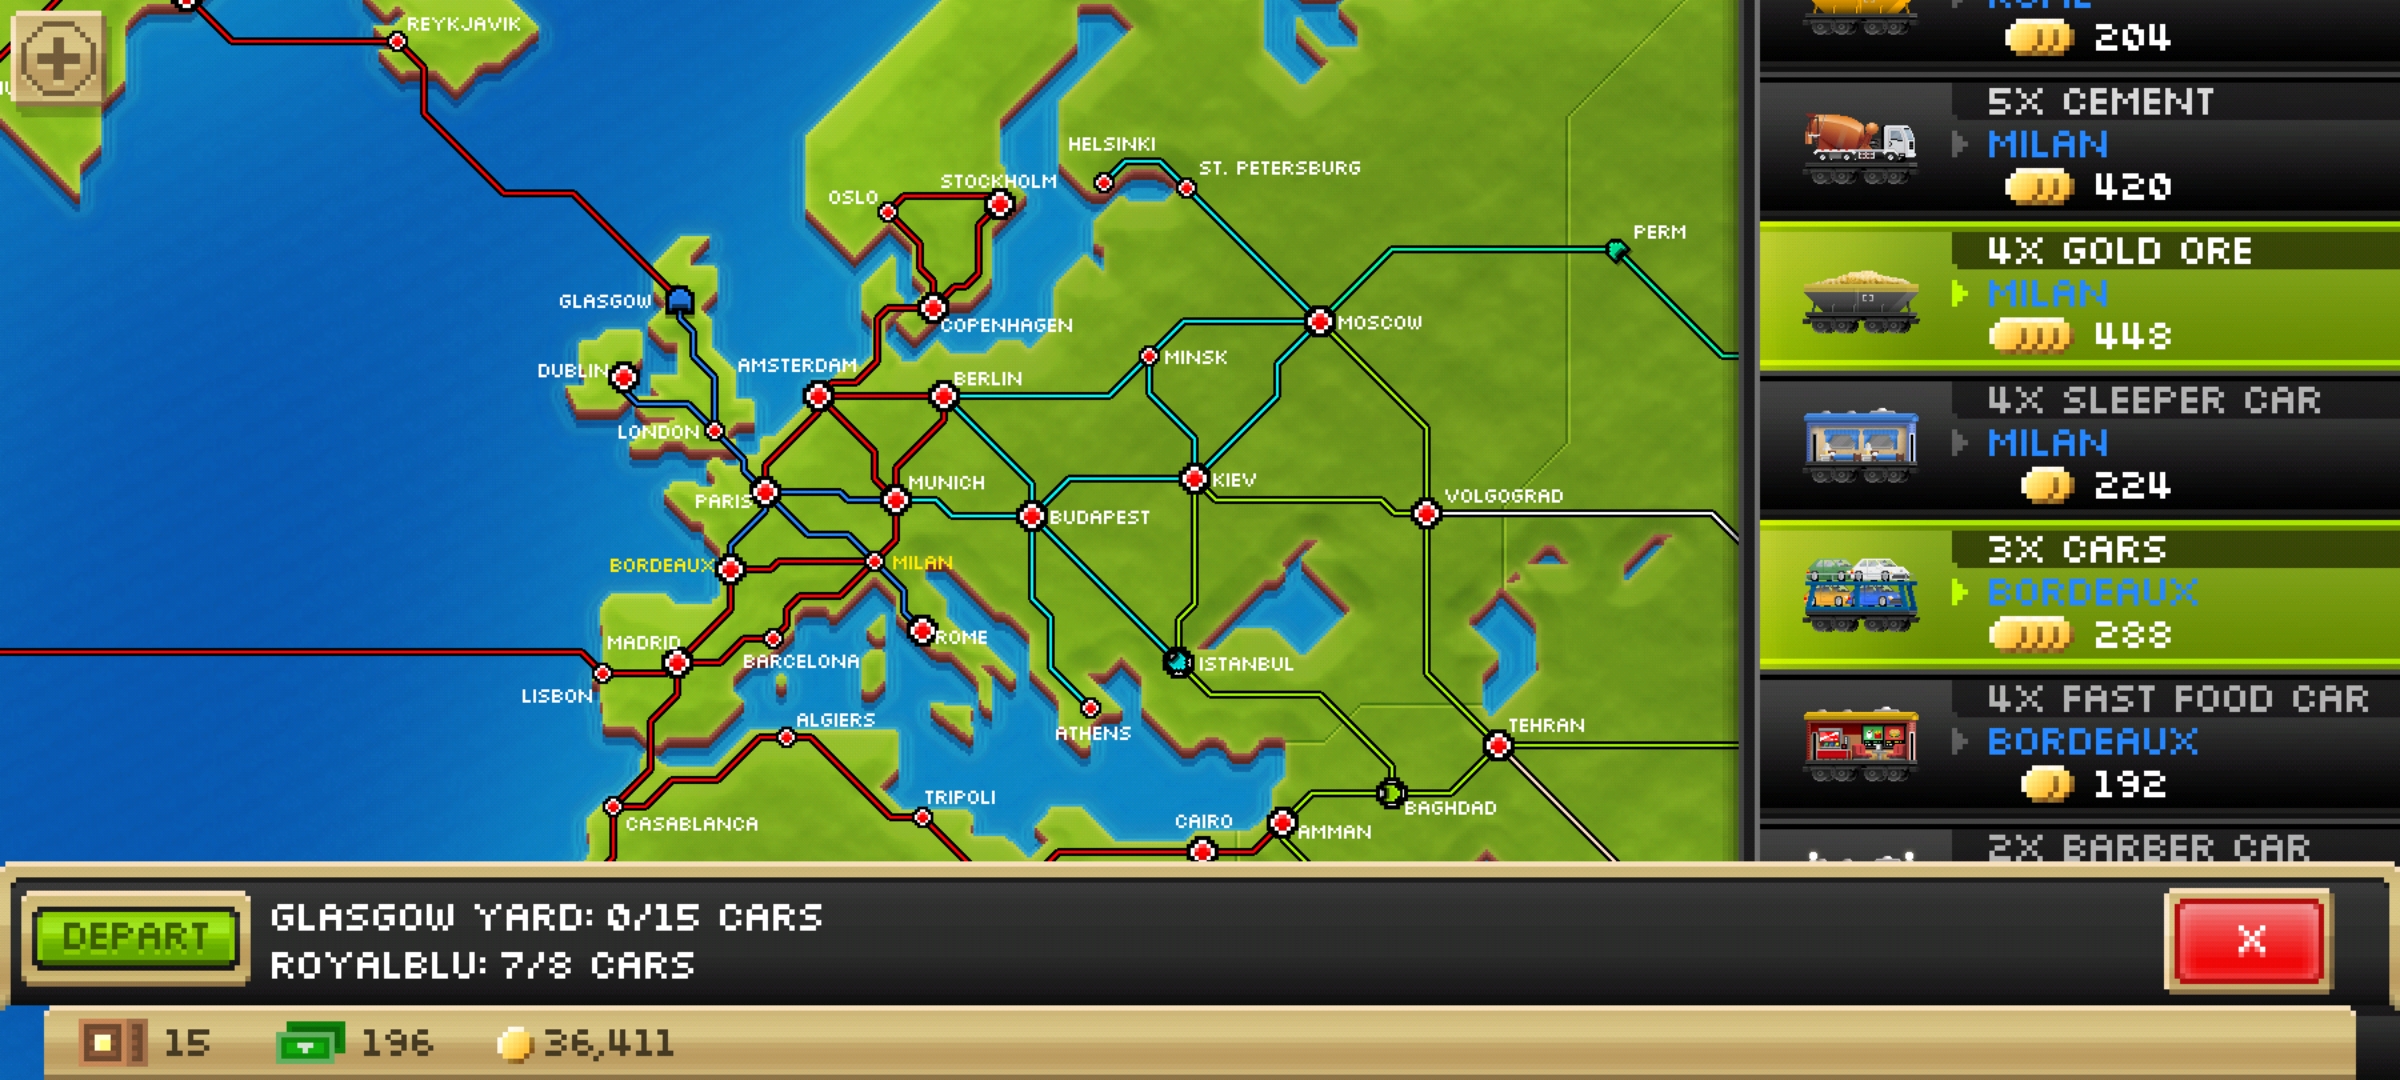 REYKJAVIK
HELSINKI
ST. PETERSBURG
STOCKHOLM
OSLO
PERM
GLASGOW
COPENHAGEN
MOSCOW
MINSK
DUBLIN
AMSTERDAM
BERLIN
LONDON
PARIS
MUNICH
KIEV
VOLGOGRAD
BUDAPEST
BORDEAUX
MILAN
MADRID
ROME
BARCELONA
ISTANBUL
LISBON
ALGIERS
ATHENS
TEHRAN
TRIPOLI
BAGHDAD
CASABLANCA
CAIRO
AMMAN
ROME
204
5X CEMENT
MILAN
420
4X GOLD ORE
MILAN
448
4X SLEEPER CAR
MILAN
224
3X CARS
BORDEAUX
288
4X FAST FOOD CAR
BORDEAUX
192
2X BARBER CAR
DEPART
GLASGOW YARD: 0/15 CARS
ROYALBLU: 7/8 CARS
X
15
196
36,411